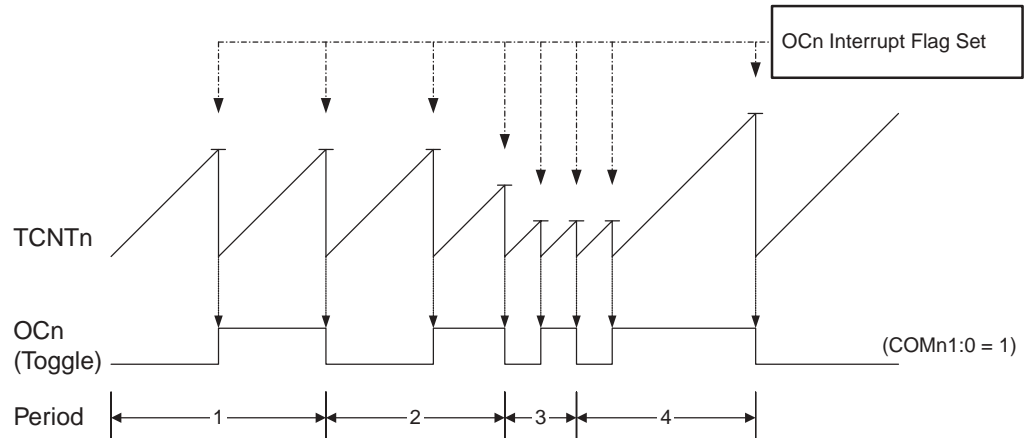 OCn Interrupt Flag Set
TCNTn
OCn
(Toggle)
(COMn1:0 = 1)
Period
1
2
3
4